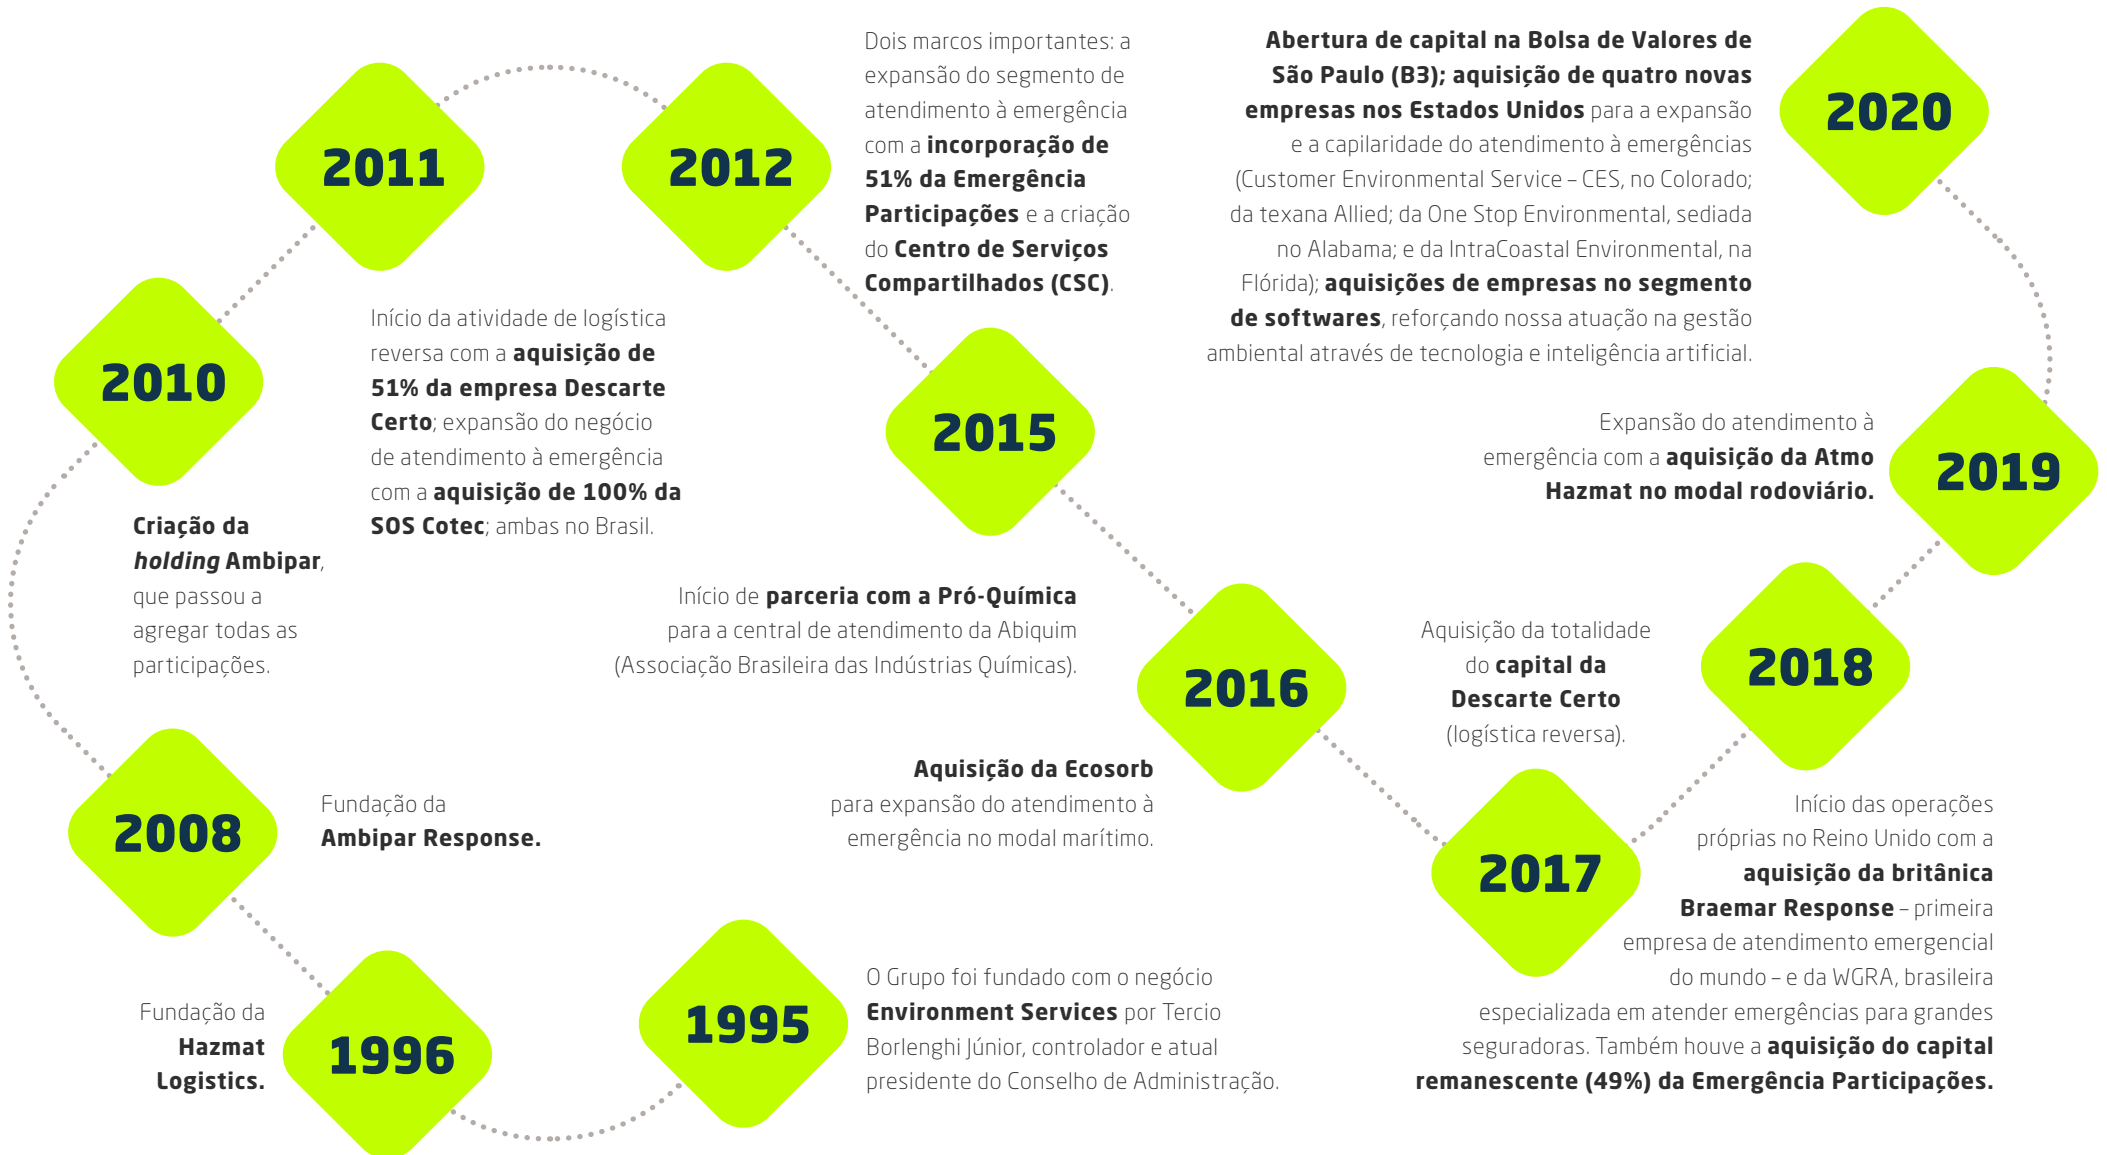 1995
O Grupo foi fundado com o negócio
Environment Services por Tercio
Borlenghi Júnior, controlador e atual
presidente do Conselho de Administração.
1996
Fundação da
Hazmat
Logistics.
2008
Fundação da
Ambipar Response.
2010
Criação da
holding Ambipar,
que passou a
agregar todas as
participações.
2011
Início da atividade de logística
reversa com a aquisição de
51% da empresa Descarte
Certo; expansão do negócio
de atendimento à emergência
com a aquisição de 100% da
SOS Cotec; ambas no Brasil.
2012
Dois marcos importantes: a
expansão do segmento de
atendimento à emergência
com a incorporação de
51% da Emergência
Participações e a criação
do Centro de Serviços
Compartilhados (CSC).
2015
Início de parceria com a Pró-Química
para a central de atendimento da Abiquim
(Associação Brasileira das Indústrias Químicas).
2016
Aquisição da Ecosorb
para expansão do atendimento à
emergência no modal marítimo.
2017
Aquisição da totalidade
do capital da
Descarte Certo
(logística reversa).
2018
Início das operações
próprias no Reino Unido com a
aquisição da britânica
Braemar Response – primeira
empresa de atendimento emergencial
do mundo – e da WGRA, brasileira
especializada em atender emergências para grandes
seguradoras. Também houve a aquisição do capital
remanescente (49%) da Emergência Participações.
2019
Expansão do atendimento à
emergência com a aquisição da Atmo
Hazmat no modal rodoviário.
2020
Abertura de capital na Bolsa de Valores de
São Paulo (B3); aquisição de quatro novas
empresas nos Estados Unidos para a expansão
e a capilaridade do atendimento à emergências
(Customer Environmental Service – CES, no Colorado;
da texana Allied; da One Stop Environmental, sediada
no Alabama; e da IntraCoastal Environmental, na
Flórida); aquisições de empresas no segmento
de softwares, reforçando nossa atuação na gestão
ambiental através de tecnologia e inteligência artificial.